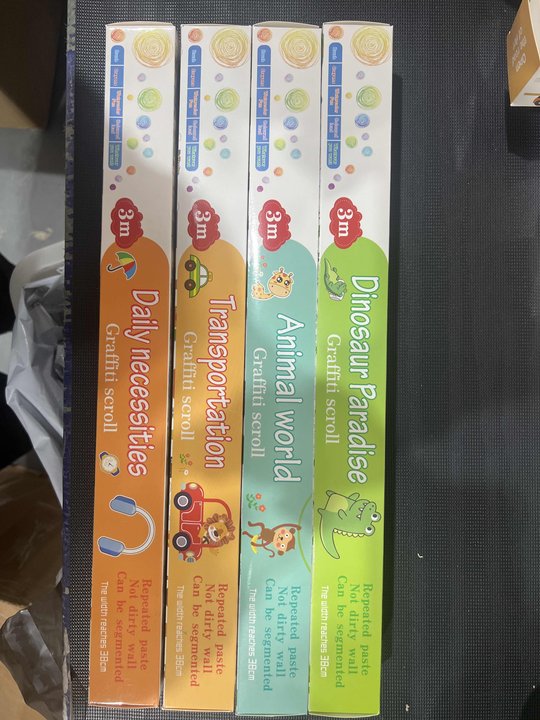 3m
Daily necessities
Graffiti scroll
Repeated paste
Not dirty wall
Can be segmented
The width reaches 38cm
3m
Transportation
Graffiti scroll
Repeated paste
Not dirty wall
Can be segmented
The width reaches 38cm
3m
Animal world
Graffiti scroll
Repeated paste
Not dirty wall
Can be segmented
The width reaches 38cm
3m
Dinosaur Paradise
Graffiti scroll
Repeated paste
Not dirty wall
Can be segmented
The width reaches 38cm